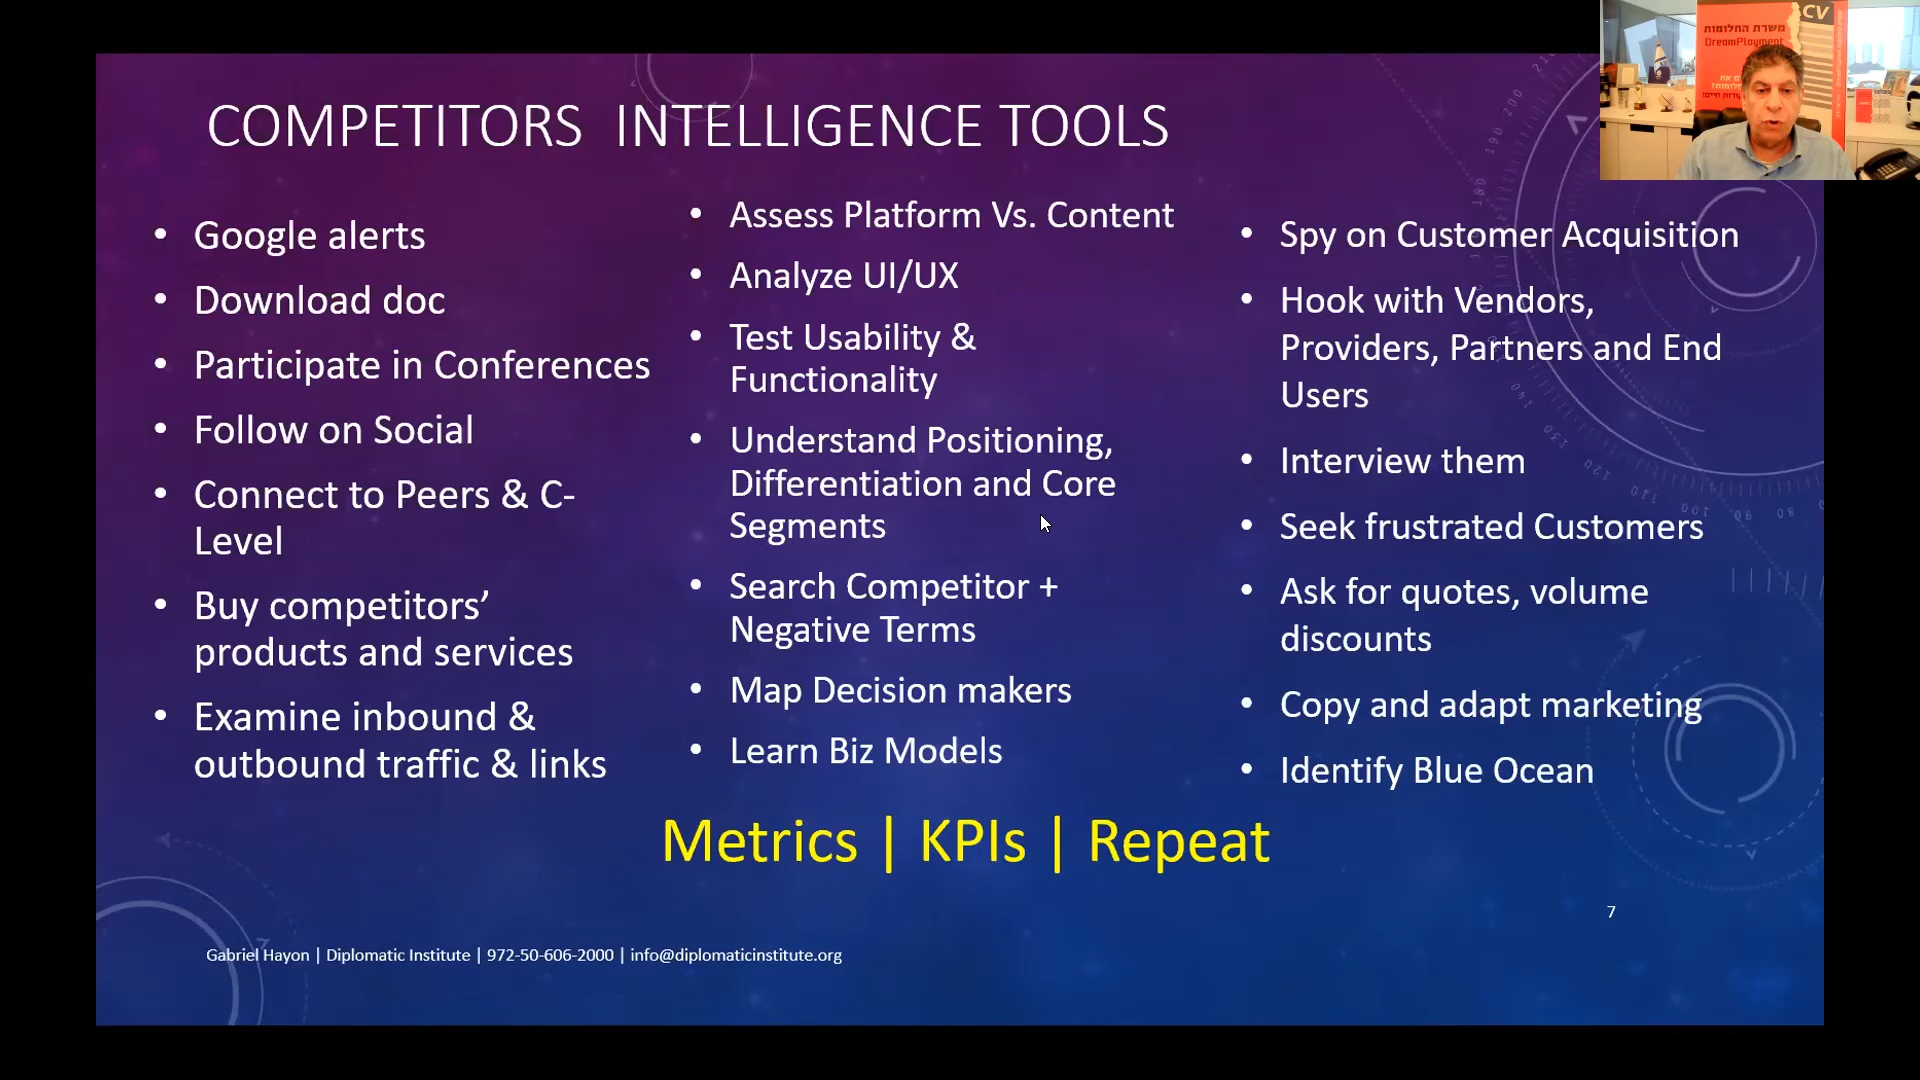 COMPETITORS INTELLIGENCE TOOLS
• Google alerts
• Download doc
• Participate in Conferences
• Follow on Social
• Connect to Peers & C-
Level
• Buy competitors’
products and services
• Examine inbound &
outbound traffic & links
• Assess Platform Vs. Content
• Analyze UI/UX
• Test Usability &
Functionality
• Understand Positioning,
Differentiation and Core
Segments
• Search Competitor +
Negative Terms
• Map Decision makers
• Learn Biz Models
• Spy on Customer Acquisition
• Hook with Vendors,
Providers, Partners and End
Users
• Interview them
• Seek frustrated Customers
• Ask for quotes, volume
discounts
• Copy and adapt marketing
• Identify Blue Ocean
Metrics | KPIs | Repeat
7
Gabriel Hayon | Diplomatic Institute | 972-50-606-2000 | info@diplomaticinstitute.org
CV
משרת החלומות
DreamPloyment